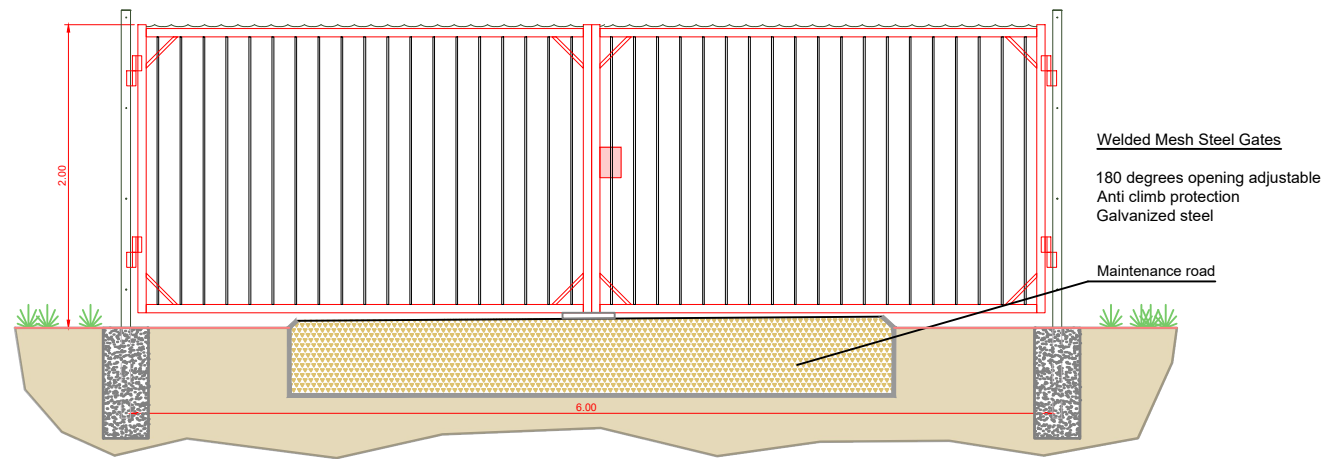 2.00
Welded Mesh Steel Gates
180 degrees opening adjustable
Anti climb protection
Galvanized steel
Maintenance road
6.00